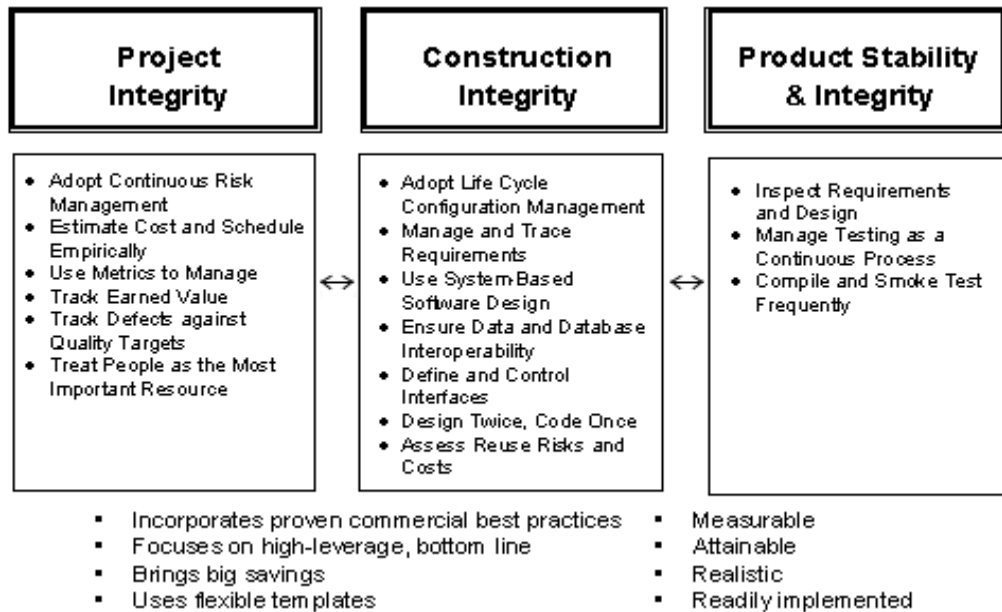 Project
Integrity
Construction
Integrity
Product Stability
& Integrity
• Adopt Continuous Risk
Management
• Estimate Cost and Schedule
Empirically
• Use Metrics to Manage
• Track Earned Value
• Track Defects against
Quality Targets
• Treat People as the Most
Important Resource
↔
• Adopt Life Cycle
Configuration Management
• Manage and Trace
Requirements
• Use System-Based
Software Design
• Ensure Data and Database
Interoperability
• Define and Control
Interfaces
• Design Twice, Code Once
• Assess Reuse Risks and
Costs
↔
• Inspect Requirements
and Design
• Manage Testing as a
Continuous Process
• Compile and Smoke Test
Frequently
▪ Incorporates proven commercial best practices
▪ Focuses on high-leverage, bottom line
▪ Brings big savings
▪ Uses flexible templates
▪ Measurable
▪ Attainable
▪ Realistic
▪ Readily implemented